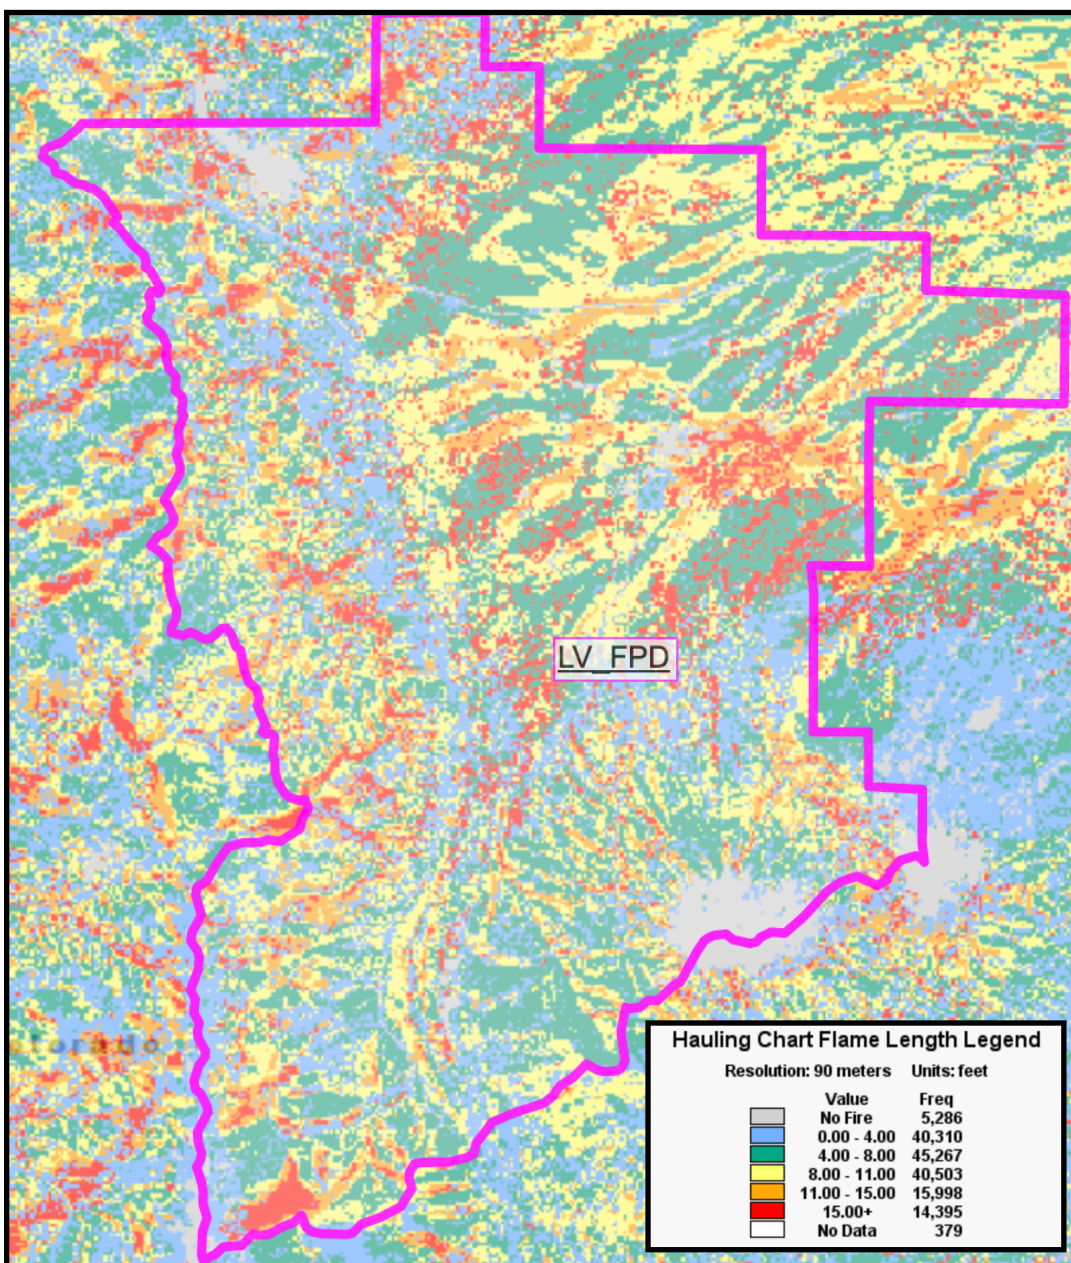 LV_FPD
Hauling Chart Flame Length Legend
Resolution: 90 meters Units: feet
Value Freq
No Fire 5,286
0.00 - 4.00 40,310
4.00 - 8.00 45,267
8.00 - 11.00 40,503
11.00 - 15.00 15,998
15.00+ 14,395
No Data 379